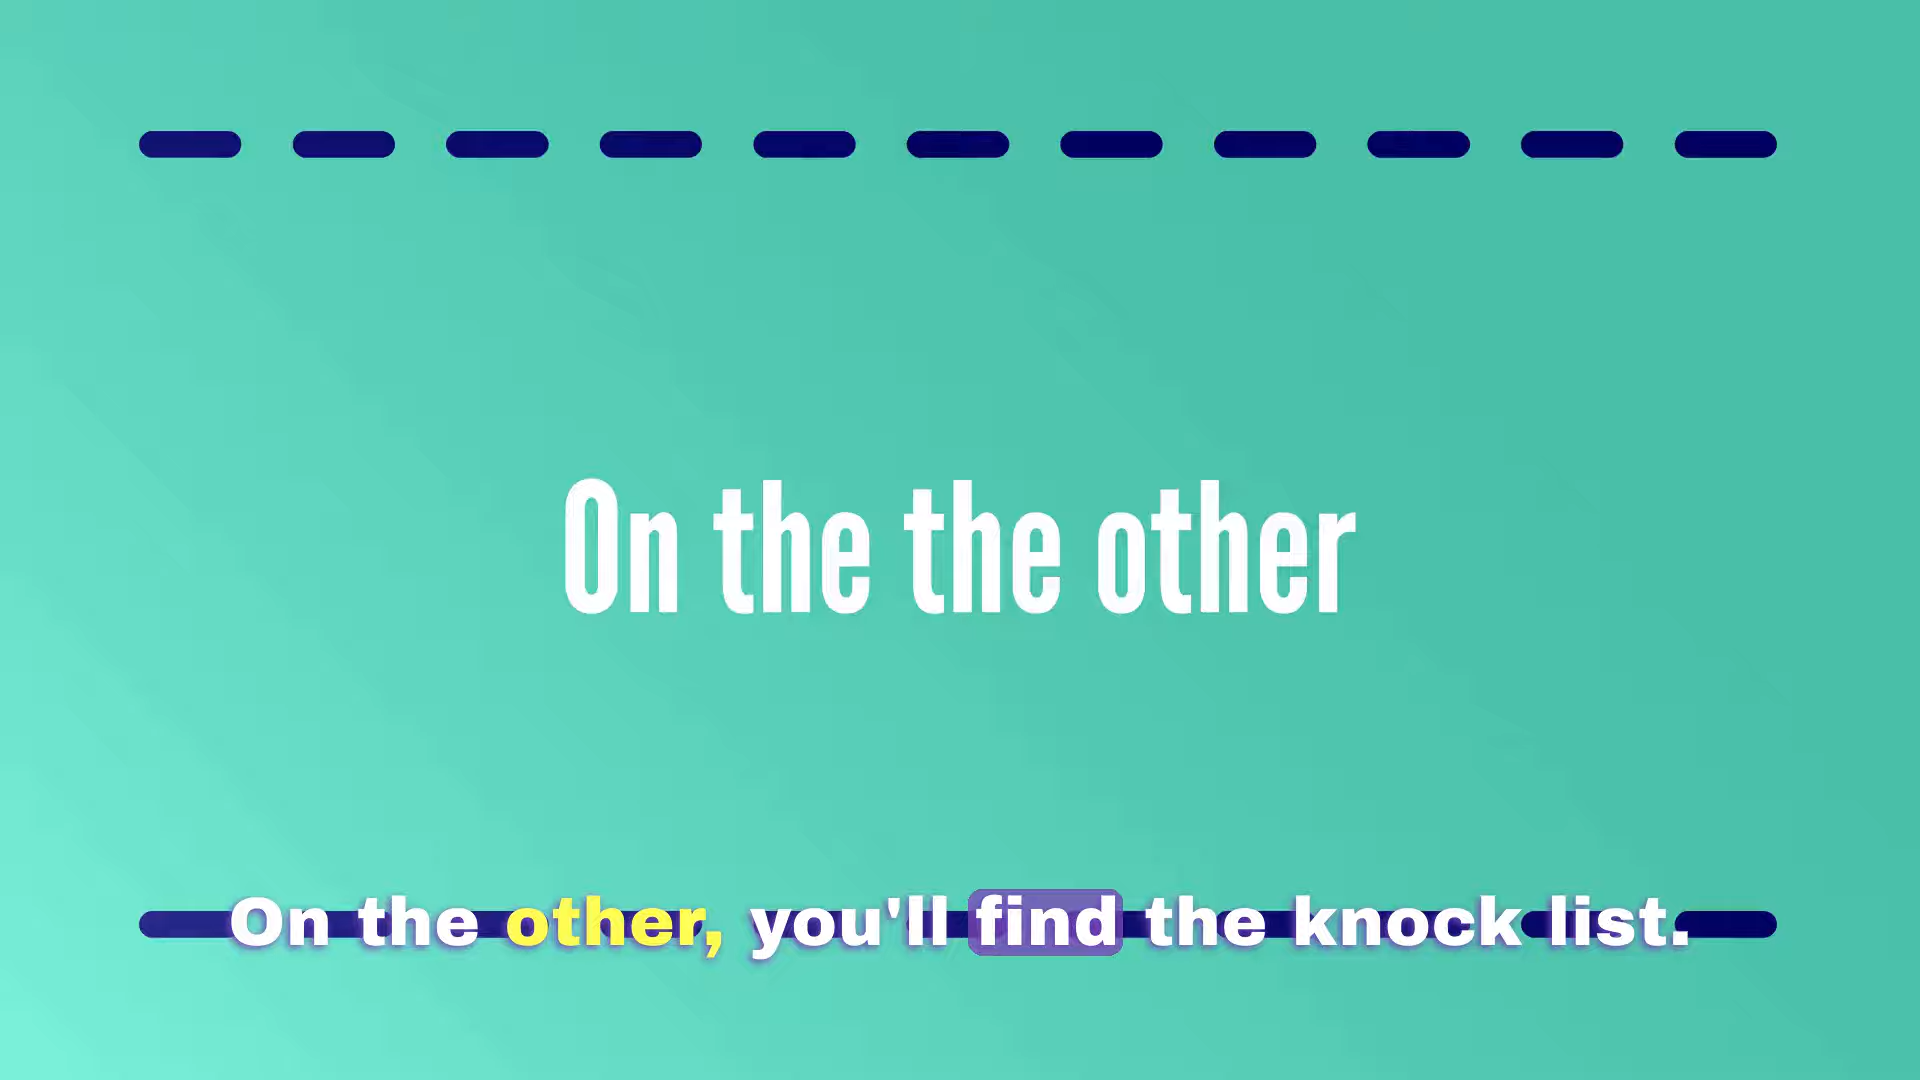 On the the other
On the other, you'll find the knock list.